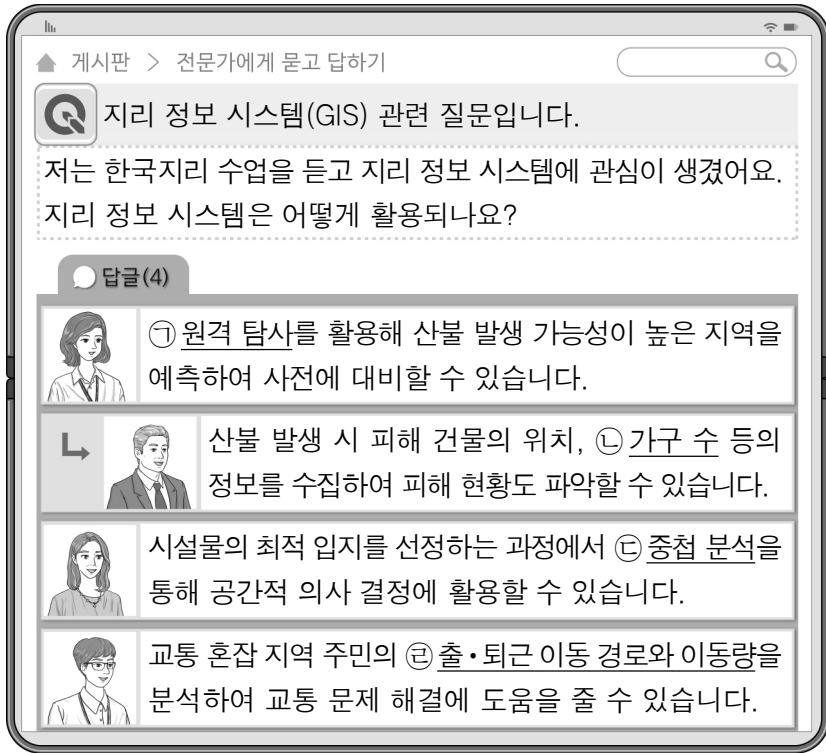 게시판 > 전문가에게 묻고 답하기
Q 지리 정보 시스템(GIS) 관련 질문입니다.
저는 한국지리 수업을 듣고 지리 정보 시스템에 관심이 생겼어요.
지리 정보 시스템은 어떻게 활용되나요?
답글(4)
㉠ 원격 탐사를 활용해 산불 발생 가능성이 높은 지역을
예측하여 사전에 대비할 수 있습니다.
산불 발생 시 피해 건물의 위치, ㉡ 가구 수 등의
정보를 수집하여 피해 현황도 파악할 수 있습니다.
시설물의 최적 입지를 선정하는 과정에서 ㉢ 중첩 분석을
통해 공간적 의사 결정에 활용할 수 있습니다.
교통 혼잡 지역 주민의 ㉣ 출·퇴근 이동 경로와 이동량을
분석하여 교통 문제 해결에 도움을 줄 수 있습니다.